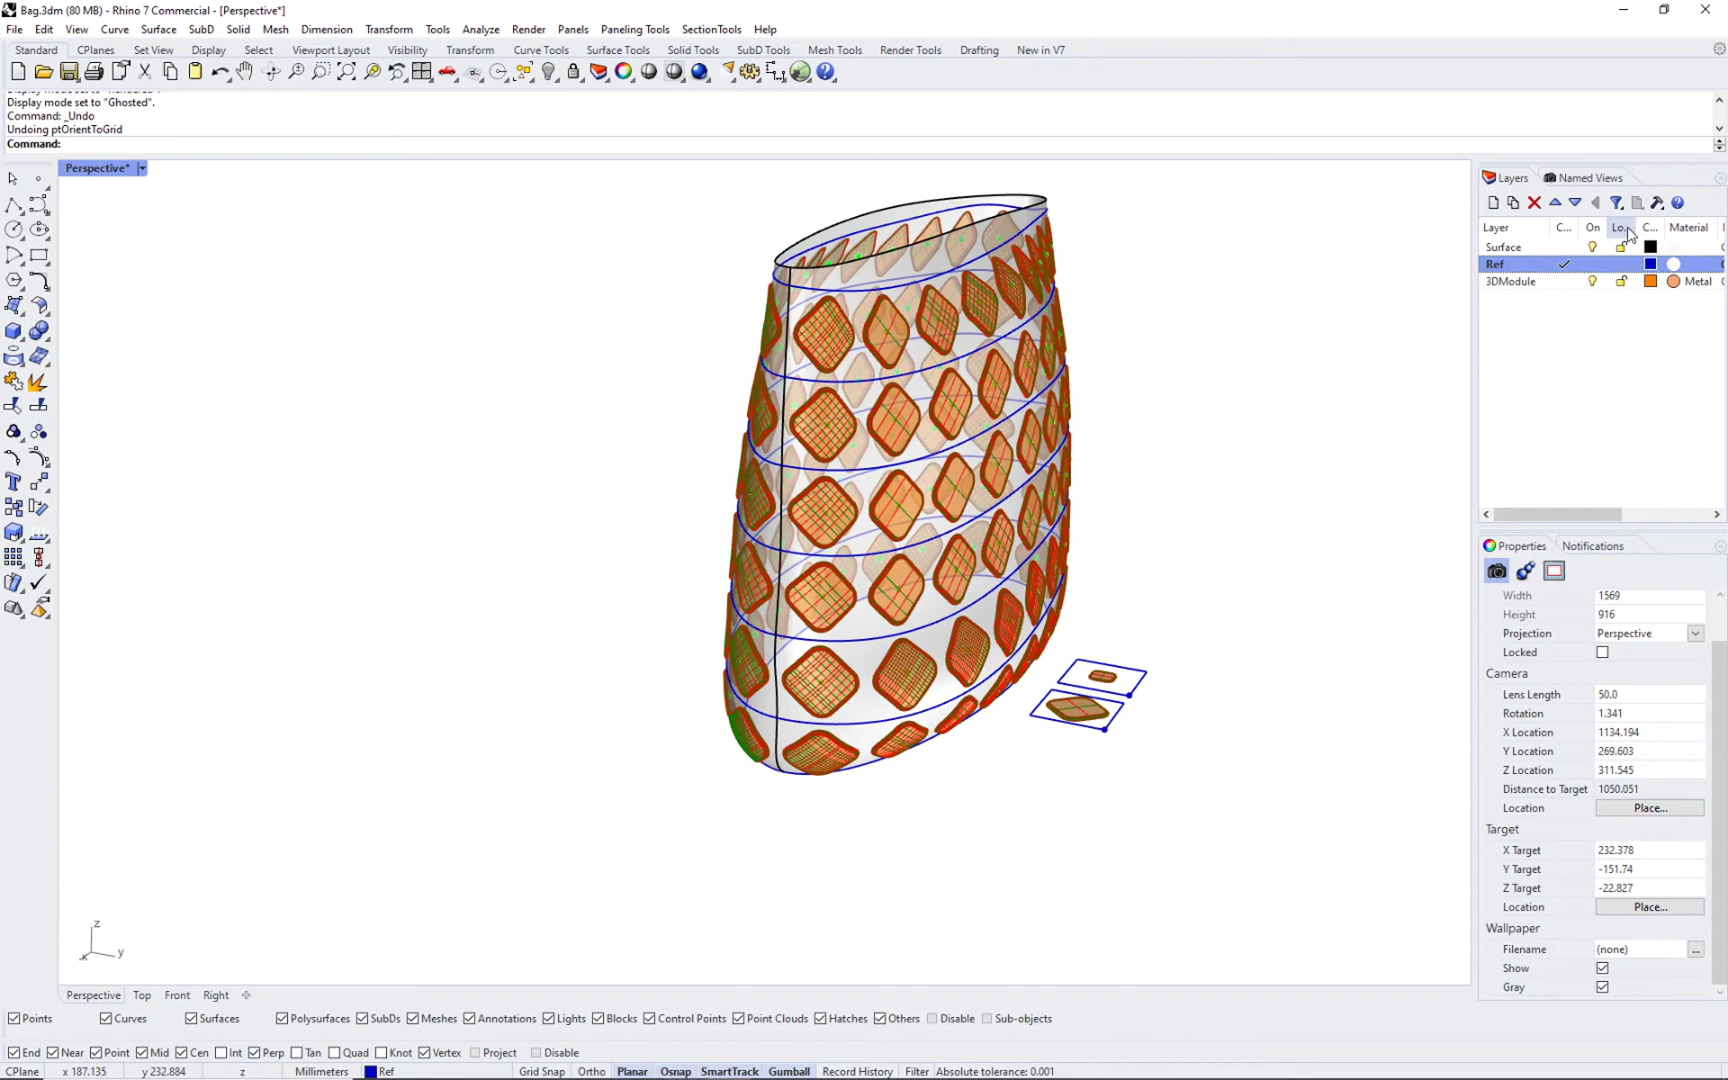 Bag.3dm (80 MB) - Rhino 7 Commercial - [Perspective*]
File Edit View Curve Surface SubD Solid Mesh Dimension Transform Tools Analyze Render Panels Paneling Tools SectionTools Help
Standard CPlanes Set View Display Select Viewport Layout Visibility Transform Curve Tools Surface Tools Solid Tools SubD Tools Mesh Tools Render Tools Drafting New in V7
Display mode set to "Ghosted".
Command: _Undo
Undoing ptOrientToGrid
Command:
Perspective*
Layers Named Views
Layer C... On Lo... C... Material
Surface
Ref
3DModule Metal
Properties Notifications
Width 1569
Height 916
Projection Perspective
Locked
Camera
Lens Length 50.0
Rotation 1.341
X Location 1134.194
Y Location 269.603
Z Location 311.545
Distance to Target 1050.051
Location Place...
Target
X Target 232.378
Y Target -151.74
Z Target -22.827
Location Place...
Wallpaper
Filename (none) ...
Show
Gray
z
x y
Perspective Top Front Right
Points Curves Surfaces Polysurfaces SubDs Meshes Annotations Lights Blocks Control Points Point Clouds Hatches Others Disable Sub-objects
End Near Point Mid Cen Int Perp Tan Quad Knot Vertex Project Disable
CPlane x 187.135 y 232.884 z Millimeters Ref Grid Snap Ortho Planar Osnap SmartTrack Gumball Record History Filter Absolute tolerance: 0.001